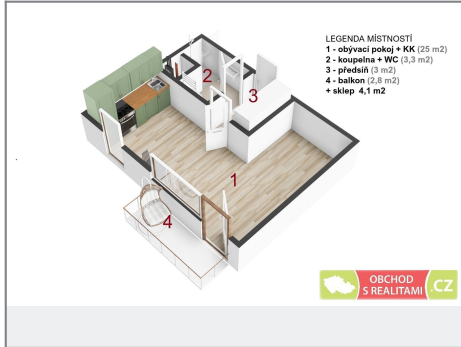 LEGENDA MÍSTNOSTÍ
1 - obývací pokoj + KK (25 m2)
2 - koupelna + WC (3,3 m2)
3 - předsíň (3 m2)
4 - balkon (2,8 m2)
+ sklep 4,1 m2
2
3
1
4
OBCHOD
S REALITAMI .CZ